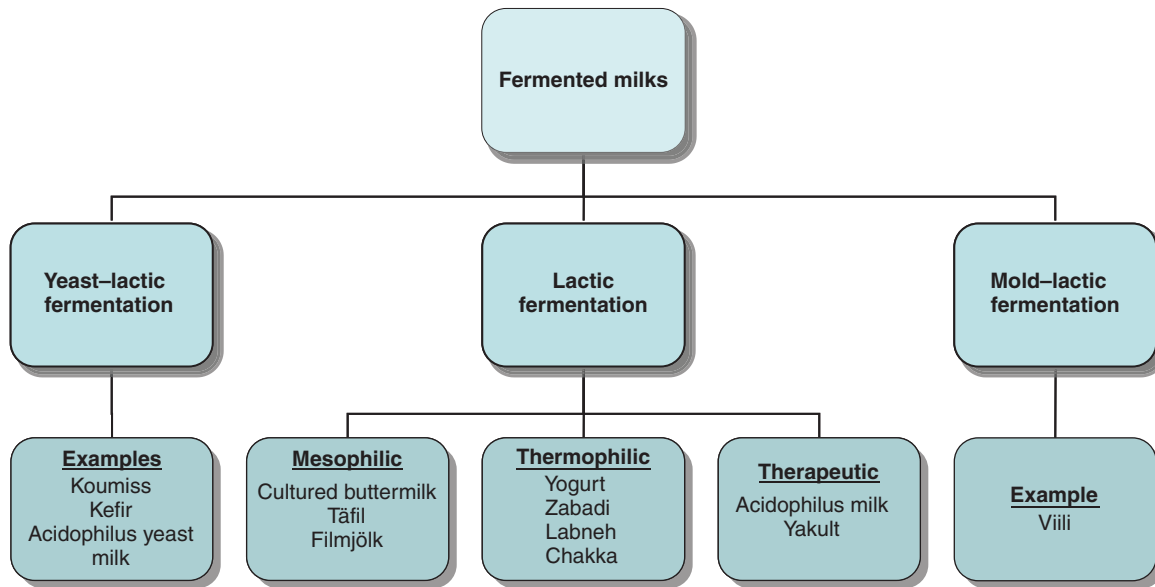 Fermented milks
Yeast–lactic
fermentation
Lactic
fermentation
Mold–lactic
fermentation
Examples
Koumiss
Kefir
Acidophilus yeast
milk
Mesophilic
Cultured buttermilk
Täfil
Filmjölk
Thermophilic
Yogurt
Zabadi
Labneh
Chakka
Therapeutic
Acidophilus milk
Yakult
Example
Viili